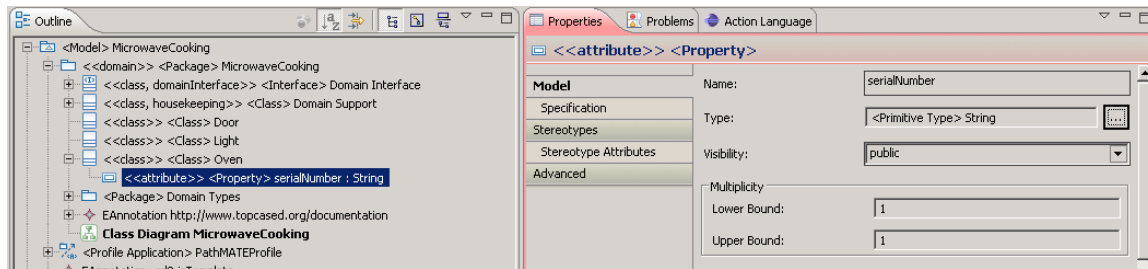 Outline
<Model> MicrowaveCooking
<<domain>> <Package> MicrowaveCooking
<<class, domainInterface>> <Interface> Domain Interface
<<class, housekeeping>> <Class> Domain Support
<<class>> <Class> Door
<<class>> <Class> Light
<<class>> <Class> Oven
<<attribute>> <Property> serialNumber : String
<Package> Domain Types
EAnnotation http://www.topcased.org/documentation
Class Diagram MicrowaveCooking
<Profile Application> PathMATEProfile
Properties Problems Action Language
<<attribute>> <Property>
Model
Specification
Stereotypes
Stereotype Attributes
Advanced
Name: serialNumber
Type: <Primitive Type> String ...
Visibility: public
Multiplicity
Lower Bound: 1
Upper Bound: 1